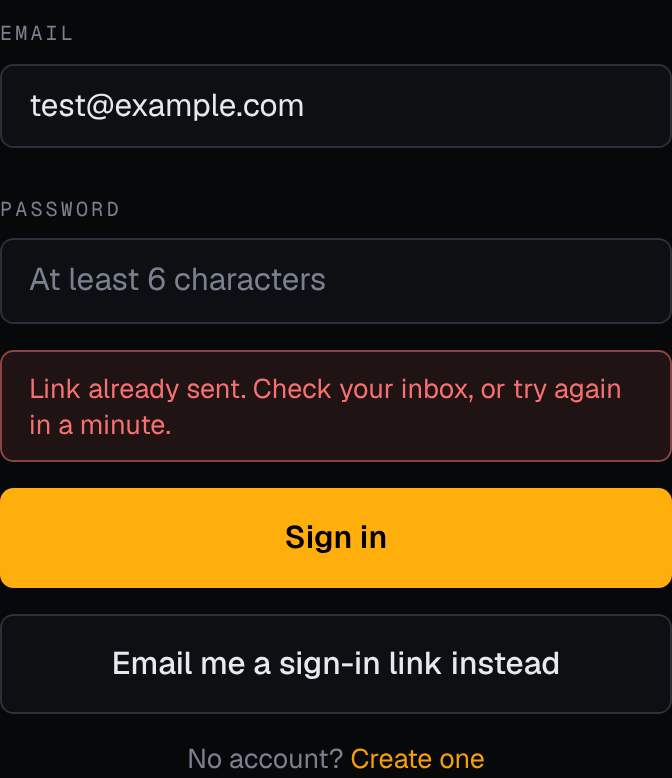 EMAIL
test@example.com
PASSWORD
At least 6 characters
Link already sent. Check your inbox, or try again
in a minute.
Sign in
Email me a sign-in link instead
No account? Create one